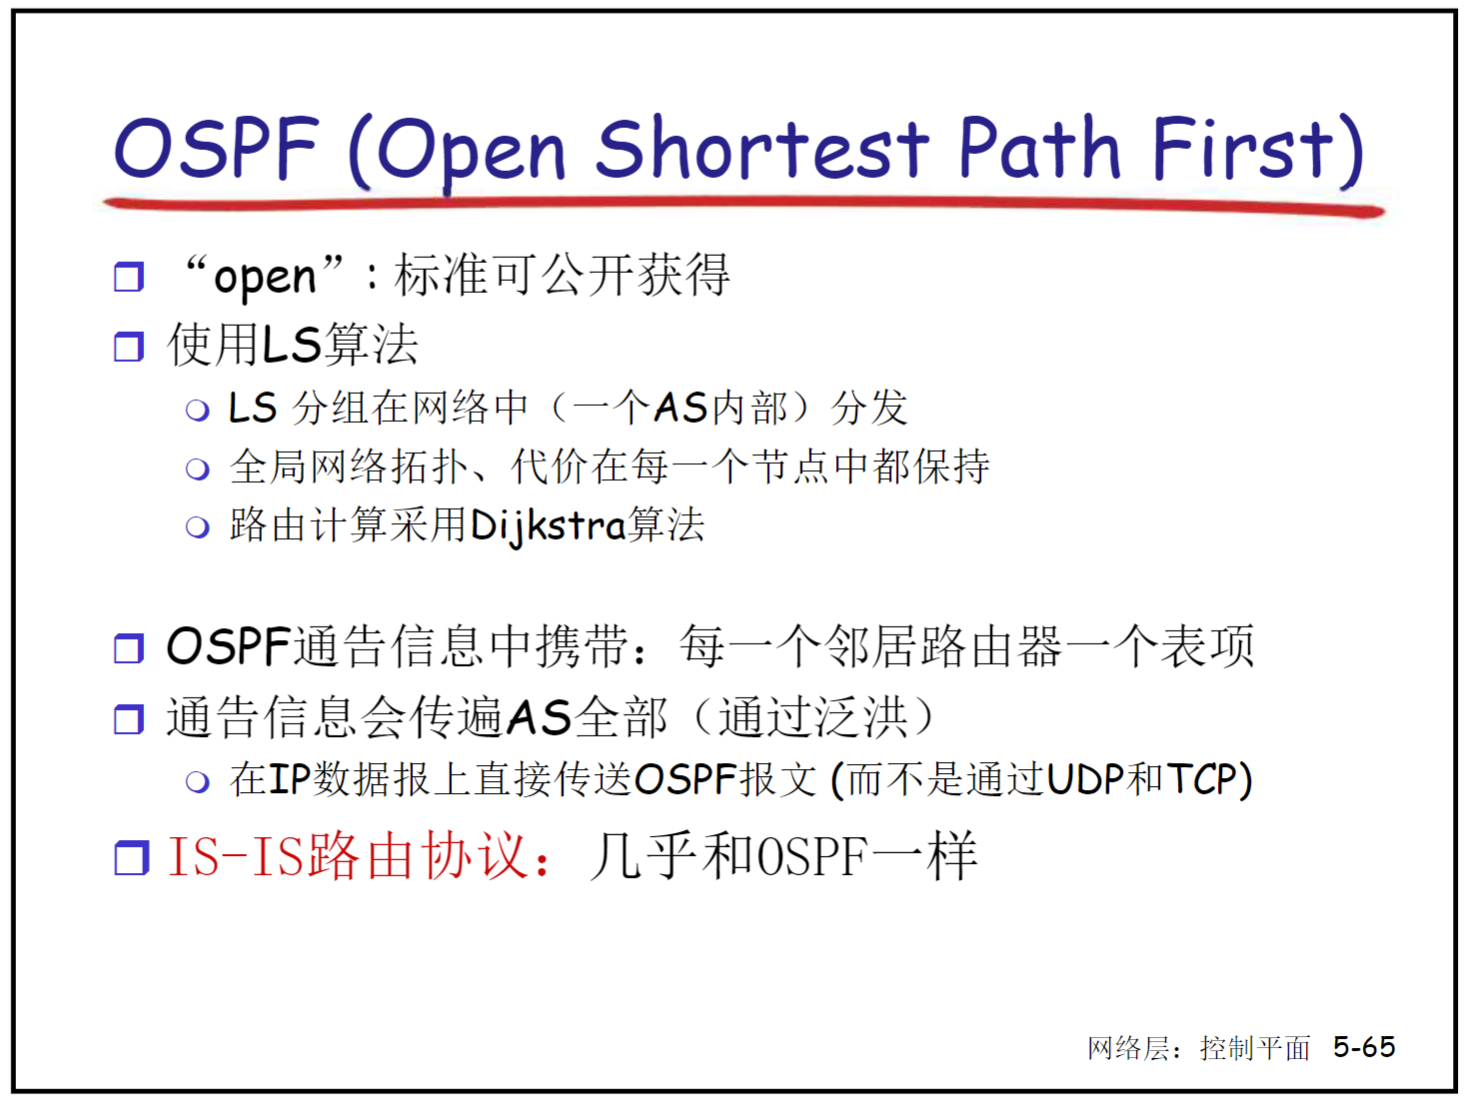 OSPF (Open Shortest Path First)
“open”: 标准可公开获得
使用LS算法
LS 分组在网络中（一个AS内部）分发
全局网络拓扑、代价在每一个节点中都保持
路由计算采用Dijkstra算法
OSPF通告信息中携带：每一个邻居路由器一个表项
通告信息会传遍AS全部（通过泛洪）
在IP数据报上直接传送OSPF报文 (而不是通过UDP和TCP)
IS-IS路由协议：几乎和OSPF一样
网络层：控制平面 5-65